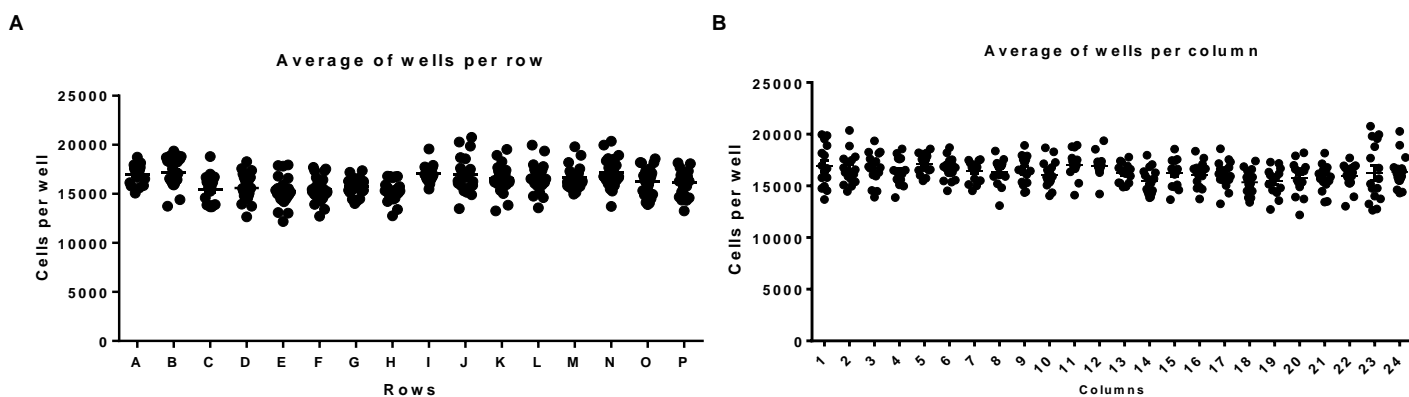 A
Average of wells per row
Cells per well
25000
20000
15000
10000
5000
0
A B C D E F G H I J K L M N O P
Rows
B
Average of wells per column
Cells per well
25000
20000
15000
10000
5000
0
1 2 3 4 5 6 7 8 9 10 11 12 13 14 15 16 17 18 19 20 21 22 23 24
Columns